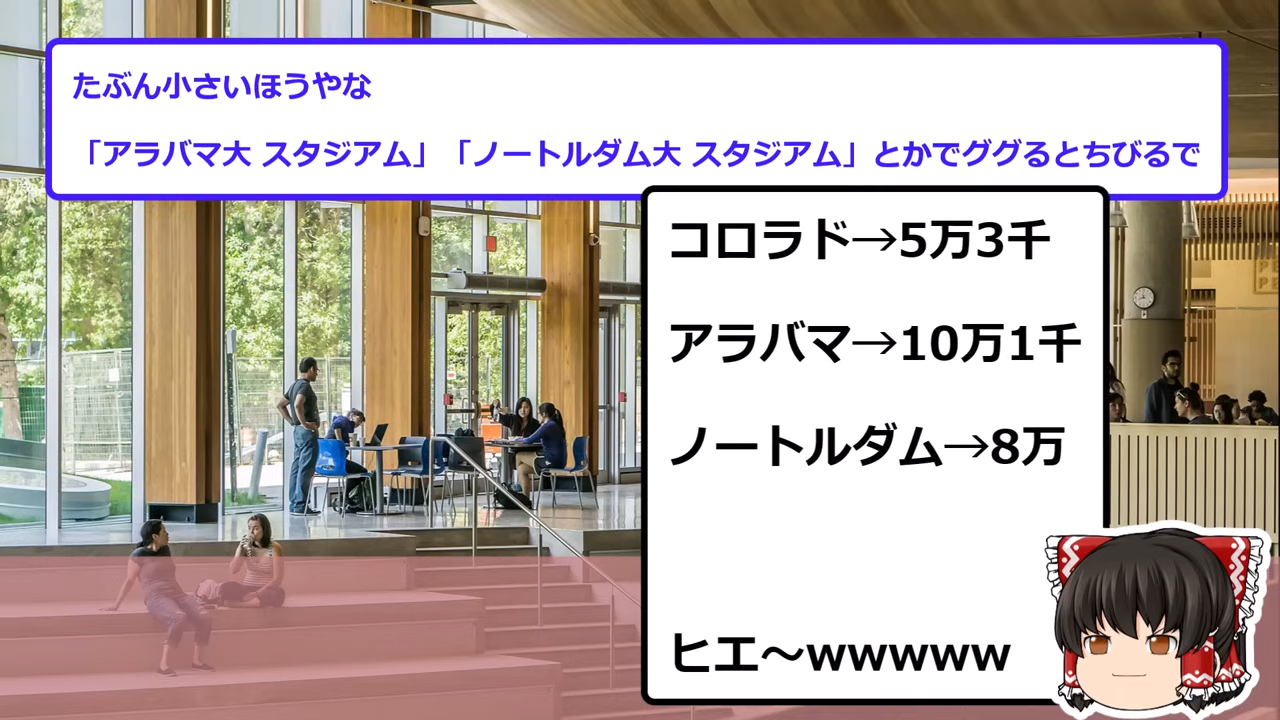 たぶん小さいほうやな
「アラバマ大 スタジアム」「ノートルダム大 スタジアム」とかでググるとちびるで
コロラド→5万3千
アラバマ→10万1千
ノートルダム→8万
ヒエ～wwwwww